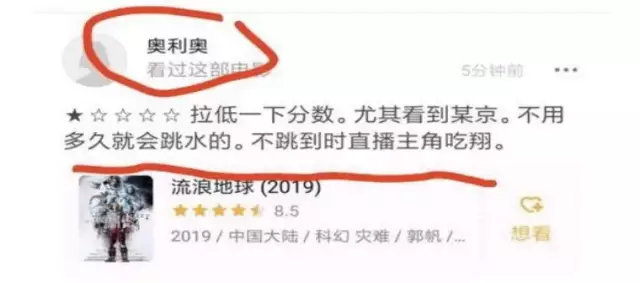 奥利奥
看过这部电影
5分钟前
★☆☆☆☆ 拉低一下分数。尤其看到某京。不用
多久就会跳水的。不跳到时直播主角吃翔。
流浪地球 (2019)
8.5
2019 / 中国大陆 / 科幻 灾难 / 郭帆 /...
想看